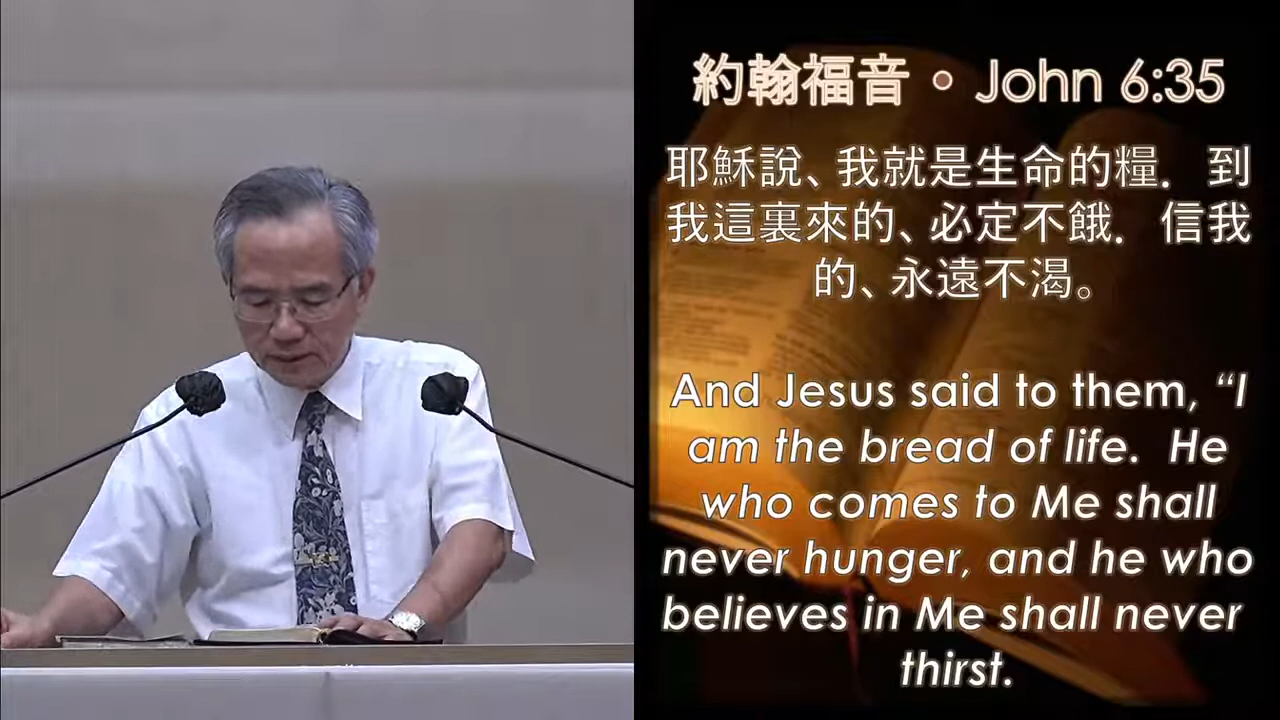 約翰福音 • John 6:35
耶穌說、我就是生命的糧． 到
我這裏來的、必定不餓． 信我
的、永遠不渴。
And Jesus said to them, “I
am the bread of life. He
who comes to Me shall
never hunger, and he who
believes in Me shall never
thirst.